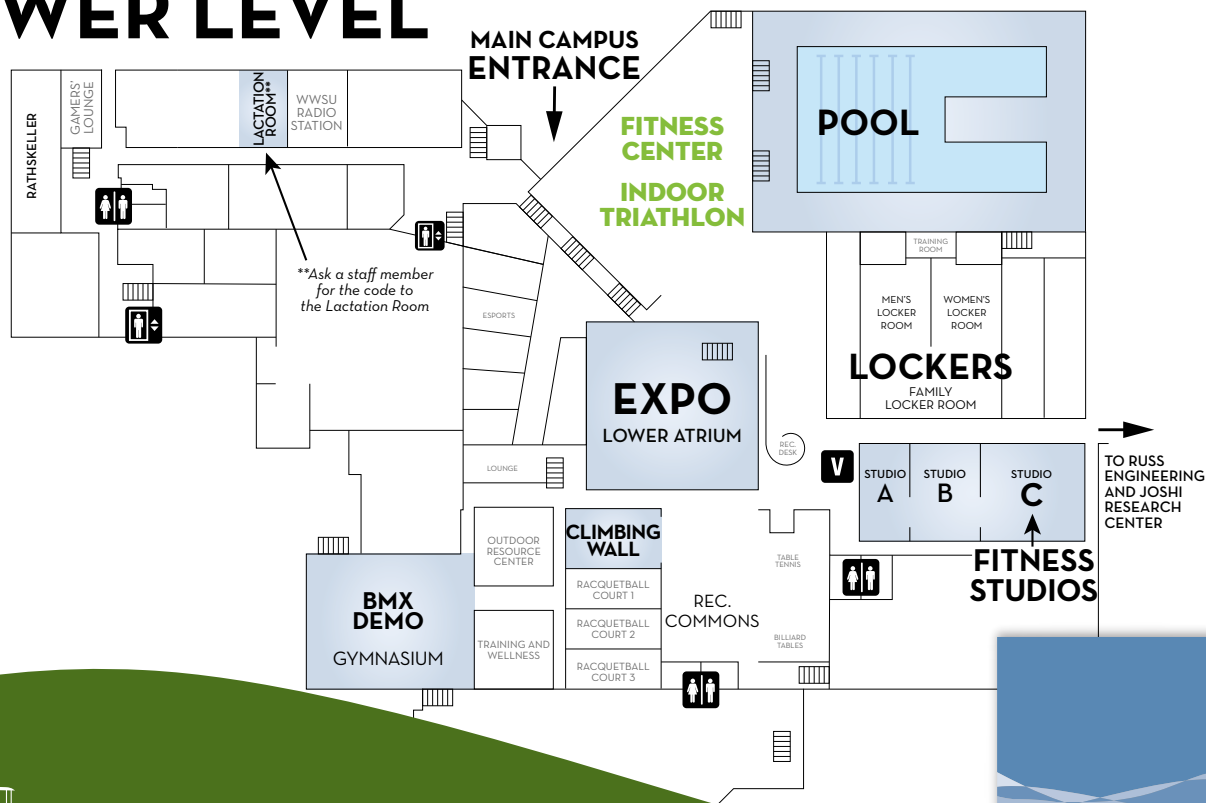 WER LEVEL
MAIN CAMPUS
ENTRANCE
RATHSKELLER
GAMERS'
LOUNGE
LACTATION
ROOM**
WWSU
RADIO
STATION
FITNESS
CENTER
INDOOR
TRIATHLON
POOL
**Ask a staff member
for the code to
the Lactation Room
ESPORTS
TRAINING
ROOM
MEN'S
LOCKER
ROOM
WOMEN'S
LOCKER
ROOM
LOCKERS
FAMILY
LOCKER ROOM
EXPO
LOWER ATRIUM
REC.
DESK
LOUNGE
V
STUDIO
A
STUDIO
B
STUDIO
C
TO RUSS
ENGINEERING
AND JOSHI
RESEARCH
CENTER
FITNESS
STUDIOS
OUTDOOR
RESOURCE
CENTER
CLIMBING
WALL
TABLE
TENNIS
RACQUETBALL
COURT 1
BMX
DEMO
GYMNASIUM
REC.
COMMONS
RACQUETBALL
COURT 2
TRAINING AND
WELLNESS
BILLIARD
TABLES
RACQUETBALL
COURT 3